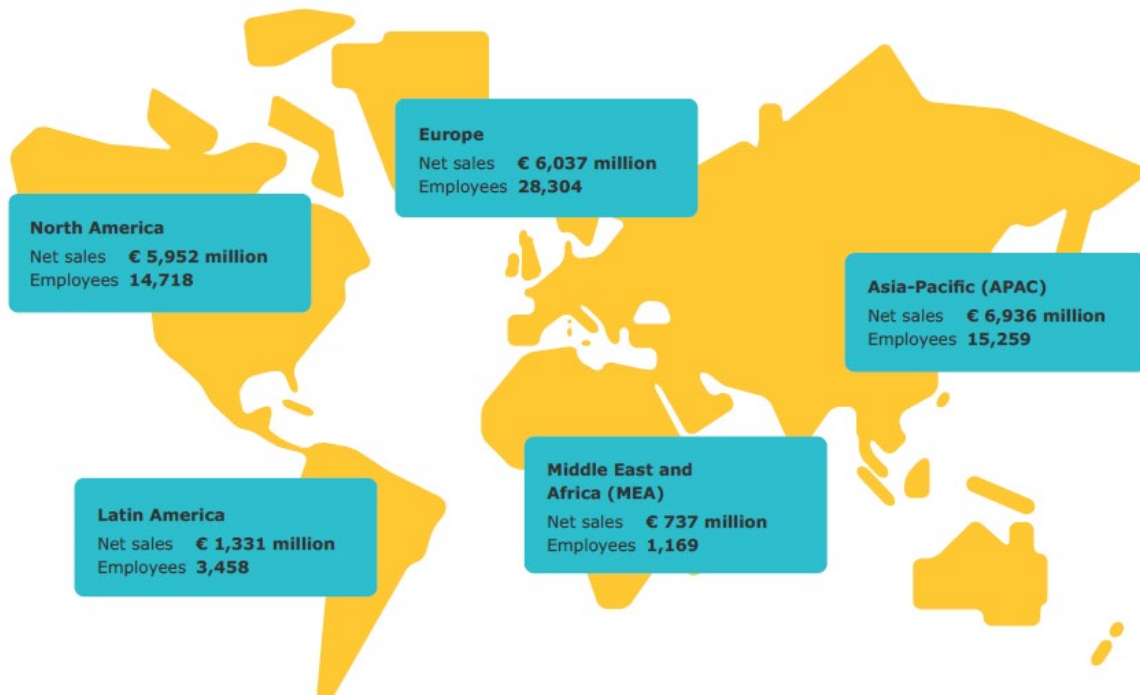 Europe
Net sales € 6,037 million
Employees 28,304
North America
Net sales € 5,952 million
Employees 14,718
Asia-Pacific (APAC)
Net sales € 6,936 million
Employees 15,259
Middle East and
Africa (MEA)
Net sales € 737 million
Employees 1,169
Latin America
Net sales € 1,331 million
Employees 3,458